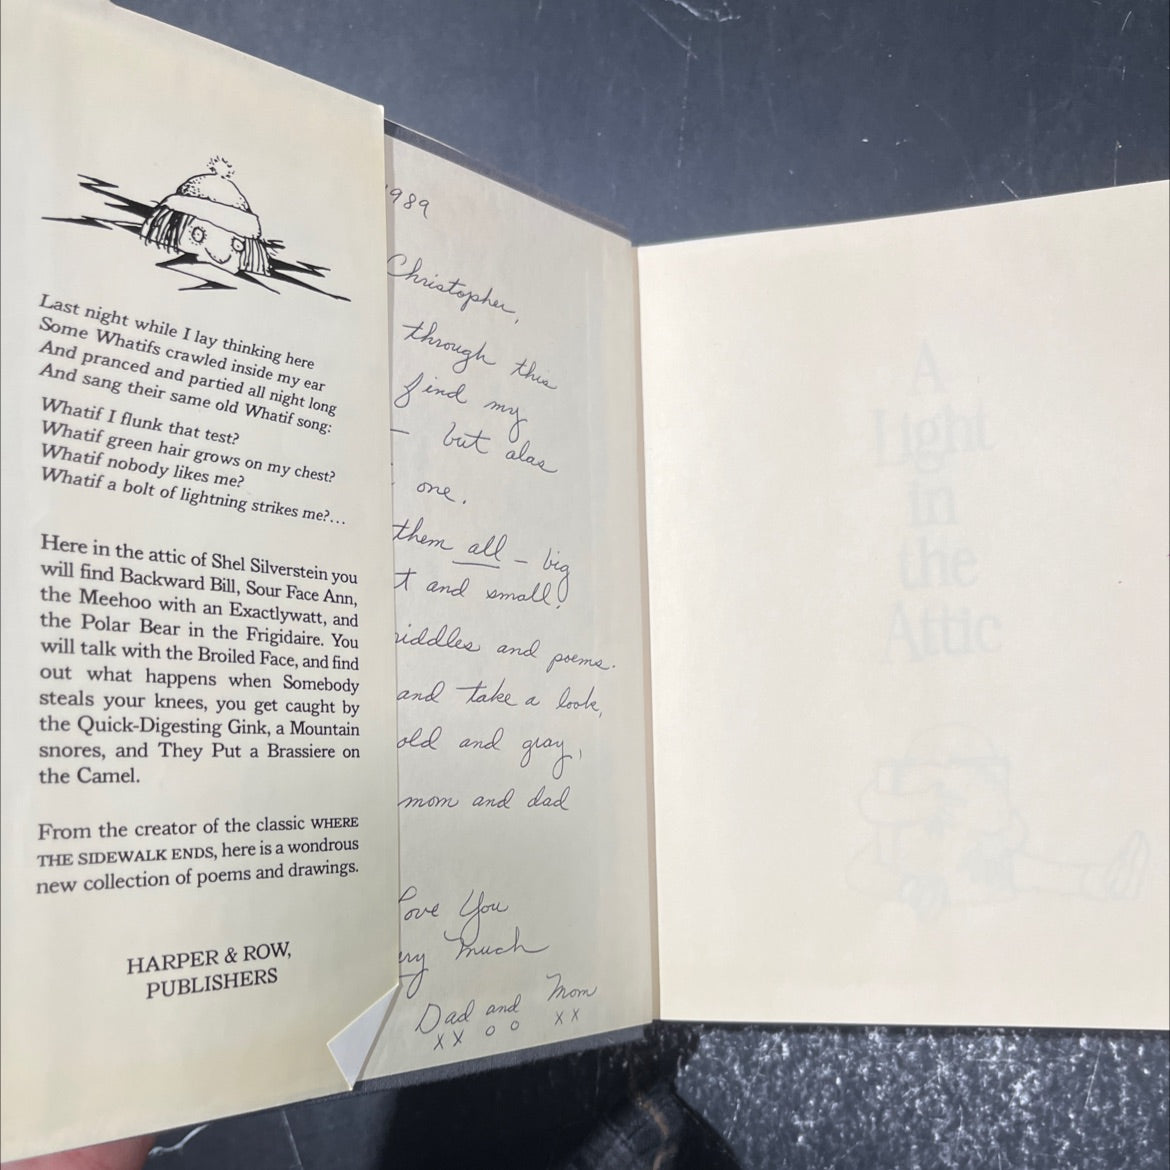 Last night while I lay thinking here
Some Whatifs crawled inside my ear
And pranced and partied all night long
And sang their same old Whatif song:
Whatif I flunk that test?
Whatif green hair grows on my chest?
Whatif nobody likes me?
Whatif a bolt of lightning strikes me?...
Here in the attic of Shel Silverstein you
will find Backward Bill, Sour Face Ann,
the Meehoo with an Exactlywatt, and
the Polar Bear in the Frigidaire. You
will talk with the Broiled Face, and find
out what happens when Somebody
steals your knees, you get caught by
the Quick-Digesting Gink, a Mountain
snores, and They Put a Brassiere on
the Camel.
From the creator of the classic WHERE
THE SIDEWALK ENDS, here is a wondrous
new collection of poems and drawings.
HARPER & ROW,
PUBLISHERS
989
Christopher,
through this
find my
– but alas
one.
them all – big
t and small!
riddles and poems.
and take a look,
old and gray,
mom and dad
Love You
ery Much
Dad and Mom
xx oo xx
A
Light
in
the
Attic